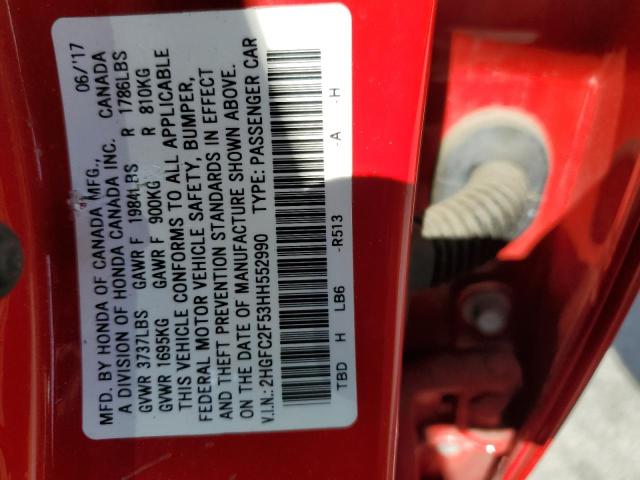 MFD. BY HONDA OF CANADA MFG., 06/'17
A DIVISION OF HONDA CANADA INC. CANADA
GVWR 3737LBS GAWR F 1984LBS R 1786LBS
GVWR 1695KG GAWR F 900KG R 810KG
THIS VEHICLE CONFORMS TO ALL APPLICABLE
FEDERAL MOTOR VEHICLE SAFETY, BUMPER,
AND THEFT PREVENTION STANDARDS IN EFFECT
ON THE DATE OF MANUFACTURE SHOWN ABOVE.
V.I.N.: 2HGFC2F53HH552990 TYPE: PASSENGER CAR
TBD H LB6 -R513 -A -H